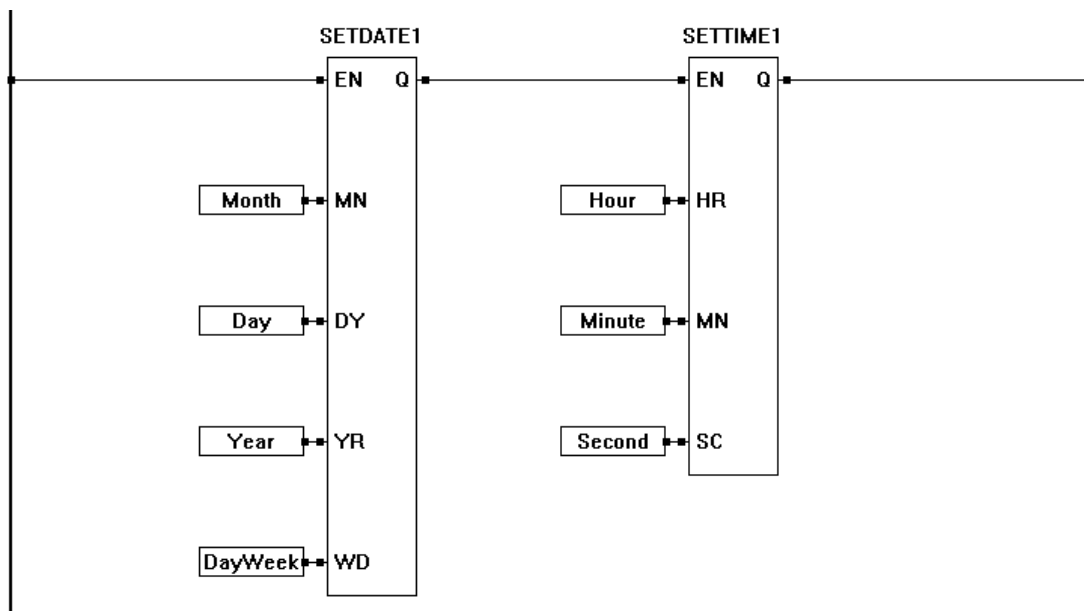 SETDATE1 SETTIME1
EN Q EN Q
Month MN Hour HR
Day DY Minute MN
Year YR Second SC
DayWeek WD